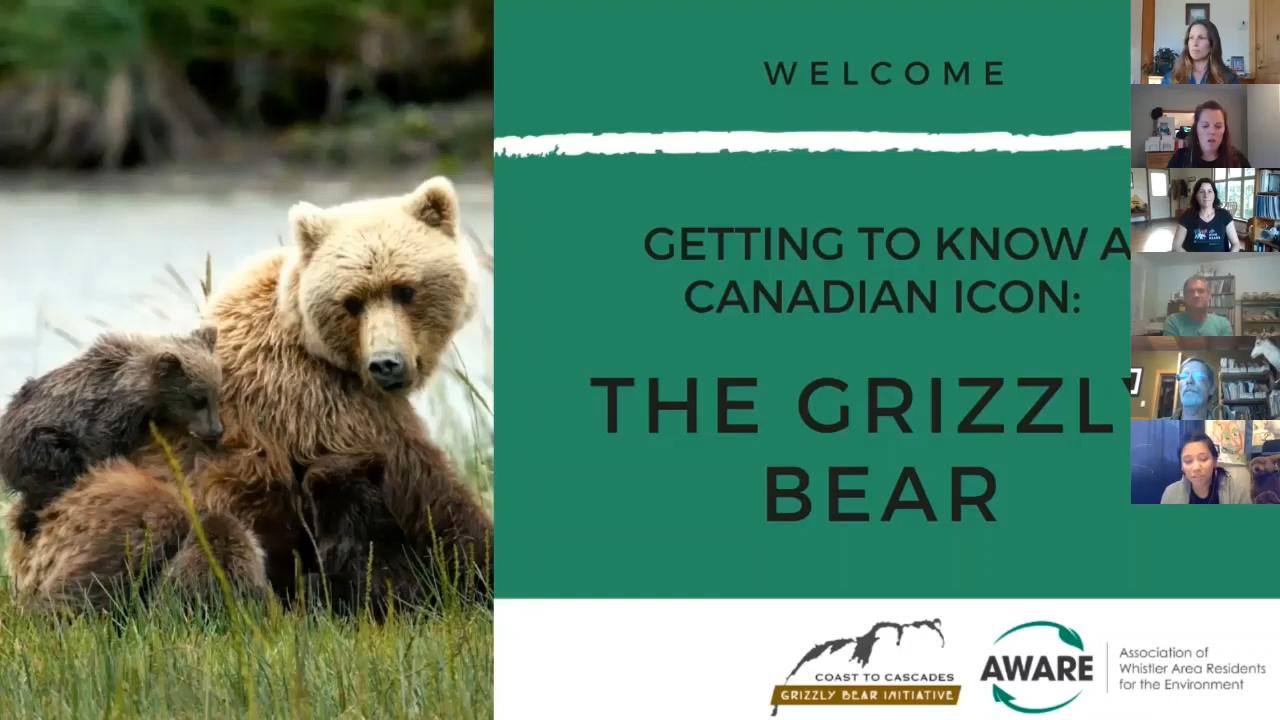 WELCOME
GETTING TO KNOW A
CANADIAN ICON:
THE GRIZZLY
BEAR
COAST TO CASCADES
GRIZZLY BEAR INITIATIVE
AWARE
Association of
Whistler Area Residents
for the Environment